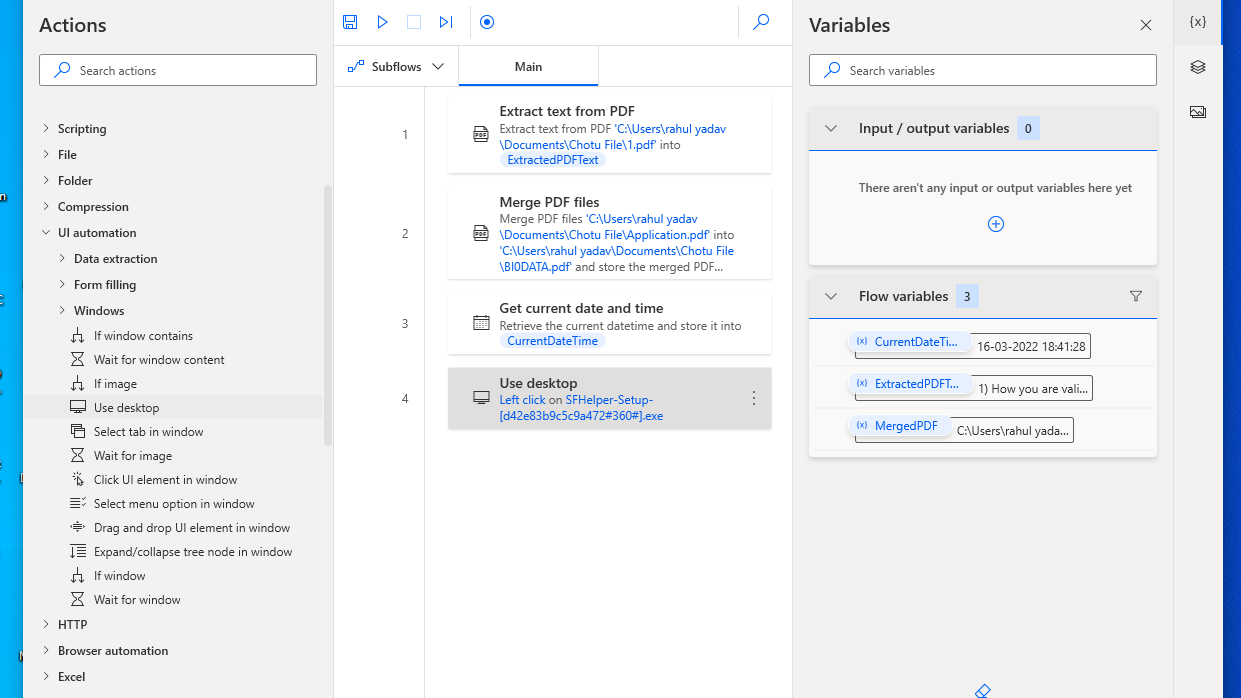 Actions
Search actions
Scripting
File
Folder
Compression
UI automation
Data extraction
Form filling
Windows
If window contains
Wait for window content
If image
Use desktop
Select tab in window
Wait for image
Click UI element in window
Select menu option in window
Drag and drop UI element in window
Expand/collapse tree node in window
If window
Wait for window
HTTP
Browser automation
Excel
Subflows
Main
1
Extract text from PDF
Extract text from PDF 'C:\Users\rahul yadav
\Documents\Chotu File\1.pdf' into
ExtractedPDFText
2
Merge PDF files
Merge PDF files 'C:\Users\rahul yadav
\Documents\Chotu File\Application.pdf' into
'C:\Users\rahul yadav\Documents\Chotu File
\BI0DATA.pdf' and store the merged PDF...
3
Get current date and time
Retrieve the current datetime and store it into
CurrentDateTime
4
Use desktop
Left click on SFHelper-Setup-
[d42e83b9c5c9a472#360#].exe
Variables
{x}
Search variables
Input / output variables 0
There aren't any input or output variables here yet
Flow variables 3
(x) CurrentDateTi... 16-03-2022 18:41:28
(x) ExtractedPDFT... 1) How you are vali...
(x) MergedPDF C:\Users\rahul yada...